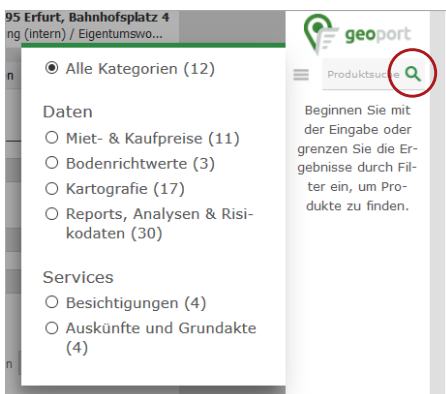 95 Erfurt, Bahnhofsplatz 4
ng (intern) / Eigentumswo...
n
Alle Kategorien (12)
Daten
Miet- & Kaufpreise (11)
Bodenrichtwerte (3)
Kartografie (17)
Reports, Analysen & Risi-
kodaten (30)
Services
Besichtigungen (4)
Auskünfte und Grundakte
(4)
n
geoport
Produktsuche
Beginnen Sie mit
der Eingabe oder
grenzen Sie die Er-
gebnisse durch Fil-
ter ein, um Pro-
dukte zu finden.